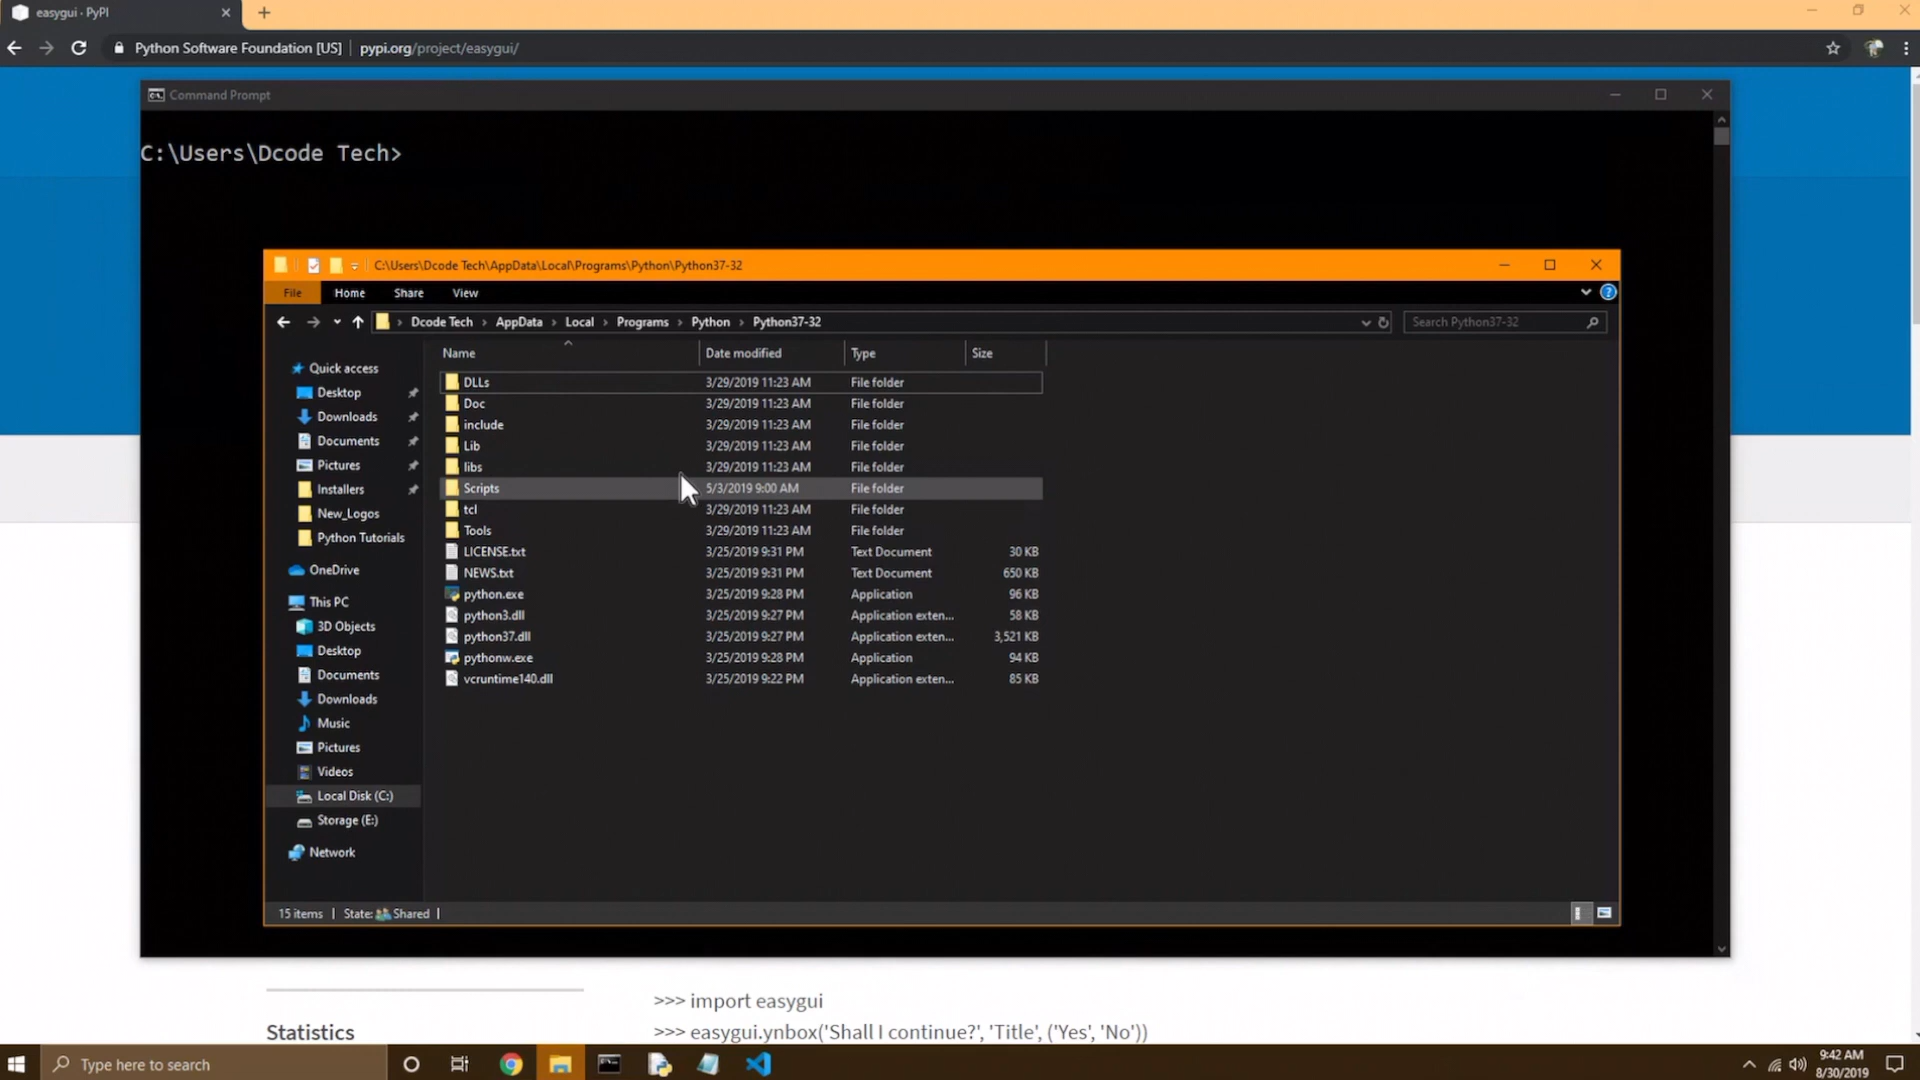 easygui · PyPI
Python Software Foundation [US] | pypi.org/project/easygui/
Command Prompt
C:\Users\Dcode Tech>
C:\Users\Dcode Tech\AppData\Local\Programs\Python\Python37-32
File Home Share View
Dcode Tech > AppData > Local > Programs > Python > Python37-32
Search Python37-32
Name Date modified Type Size
Quick access
Desktop
Downloads
Documents
Pictures
Installers
New_Logos
Python Tutorials
OneDrive
This PC
3D Objects
Desktop
Documents
Downloads
Music
Pictures
Videos
Local Disk (C:)
Storage (E:)
Network
DLLs 3/29/2019 11:23 AM File folder
Doc 3/29/2019 11:23 AM File folder
include 3/29/2019 11:23 AM File folder
Lib 3/29/2019 11:23 AM File folder
libs 3/29/2019 11:23 AM File folder
Scripts 5/3/2019 9:00 AM File folder
tcl 3/29/2019 11:23 AM File folder
Tools 3/29/2019 11:23 AM File folder
LICENSE.txt 3/25/2019 9:31 PM Text Document 30 KB
NEWS.txt 3/25/2019 9:31 PM Text Document 650 KB
python.exe 3/25/2019 9:28 PM Application 96 KB
python3.dll 3/25/2019 9:27 PM Application exten... 58 KB
python37.dll 3/25/2019 9:27 PM Application exten... 3,521 KB
pythonw.exe 3/25/2019 9:28 PM Application 94 KB
vcruntime140.dll 3/25/2019 9:22 PM Application exten... 85 KB
15 items | State: Shared |
Statistics
>>> import easygui
>>> easygui.ynbox('Shall I continue?', 'Title', ('Yes', 'No'))
Type here to search
9:42 AM
8/30/2019